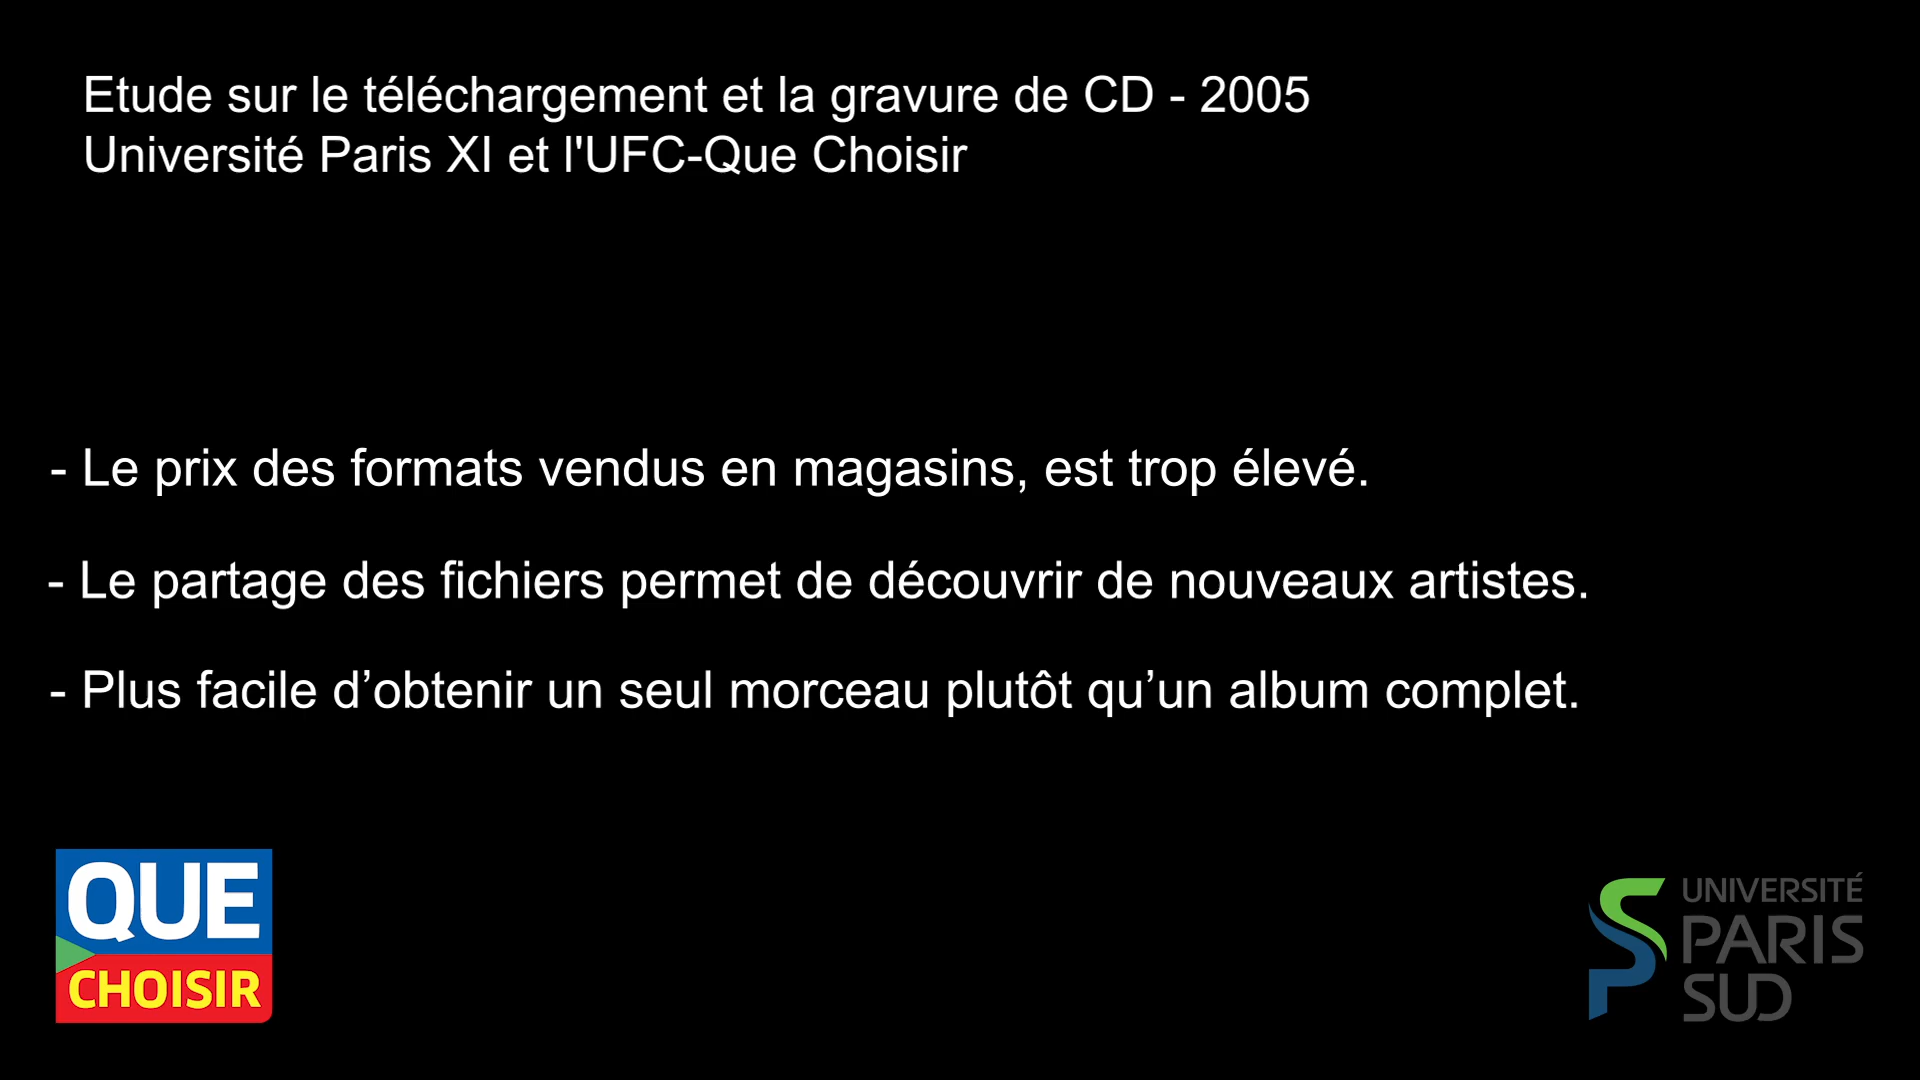 Etude sur le téléchargement et la gravure de CD - 2005
Université Paris XI et l'UFC-Que Choisir
- Le prix des formats vendus en magasins, est trop élevé.
- Le partage des fichiers permet de découvrir de nouveaux artistes.
- Plus facile d’obtenir un seul morceau plutôt qu’un album complet.
QUE
CHOISIR
UNIVERSITÉ
PARIS
SUD